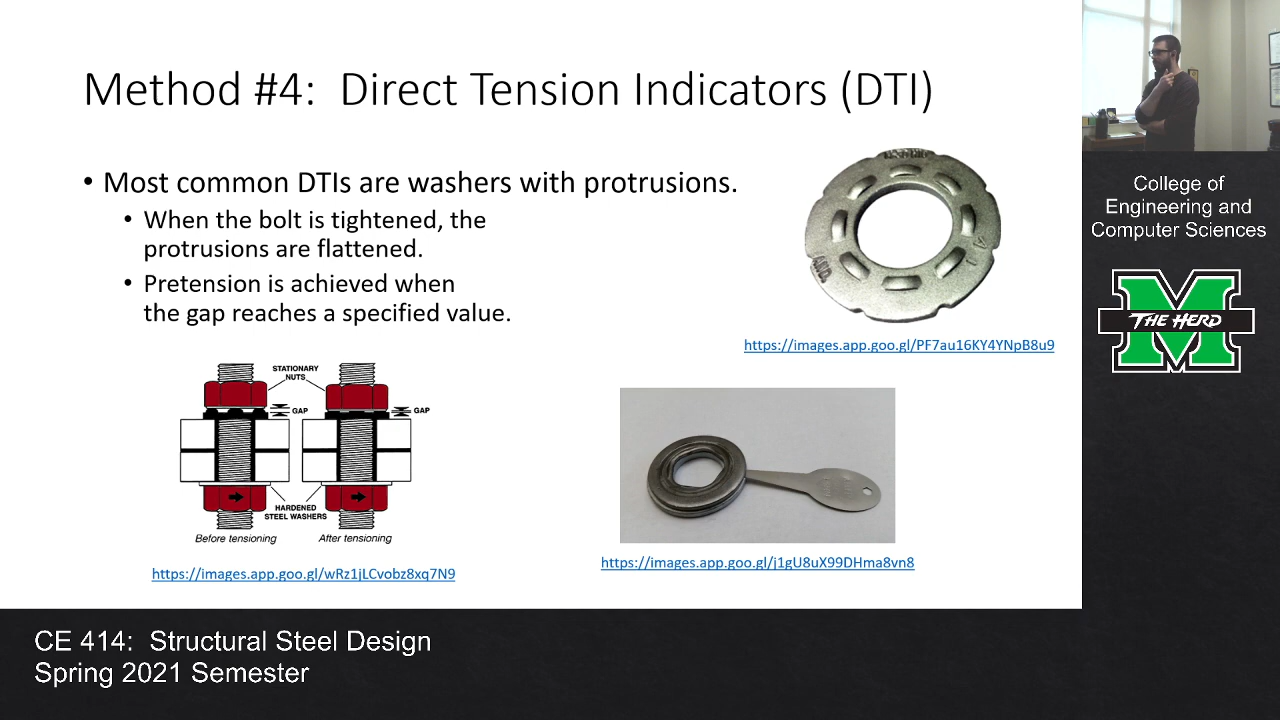 Method #4: Direct Tension Indicators (DTI)
• Most common DTIs are washers with protrusions.
• When the bolt is tightened, the
protrusions are flattened.
• Pretension is achieved when
the gap reaches a specified value.
https://images.app.goo.gl/PF7au16KY4YNpB8u9
STATIONARY
NUTS
GAP
GAP
HARDENED
STEEL WASHERS
Before tensioning
After tensioning
https://images.app.goo.gl/wRz1jLCvobz8xq7N9
https://images.app.goo.gl/j1gU8uX99DHma8vn8
College of
Engineering and
Computer Sciences
THE HERD
CE 414: Structural Steel Design
Spring 2021 Semester